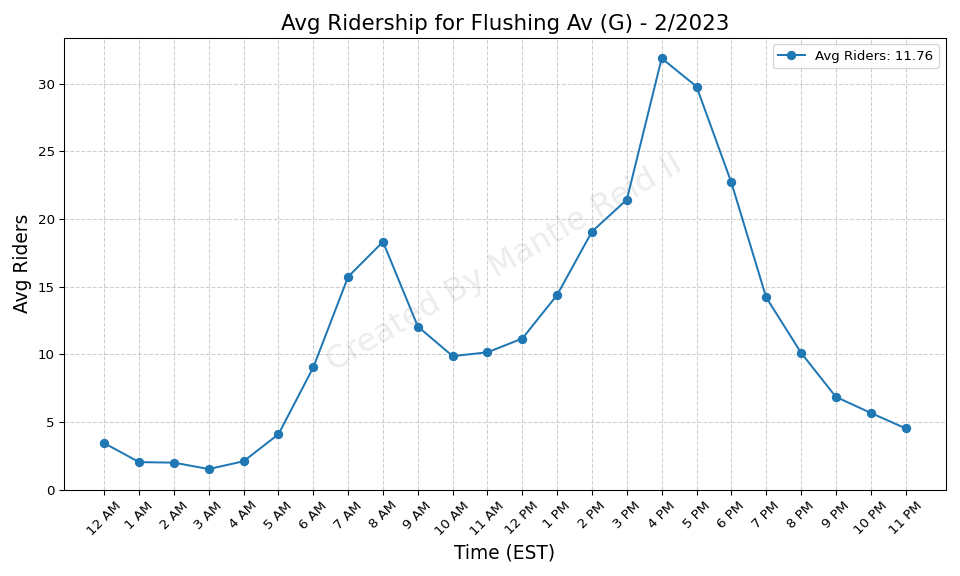 Avg Ridership for Flushing Av (G) - 2/2023
Avg Riders: 11.76
Avg Riders
30
25
20
15
10
5
0
Created By Mantle Reid II
12 AM
1 AM
2 AM
3 AM
4 AM
5 AM
6 AM
7 AM
8 AM
9 AM
10 AM
11 AM
12 PM
1 PM
2 PM
3 PM
4 PM
5 PM
6 PM
7 PM
8 PM
9 PM
10 PM
11 PM
Time (EST)